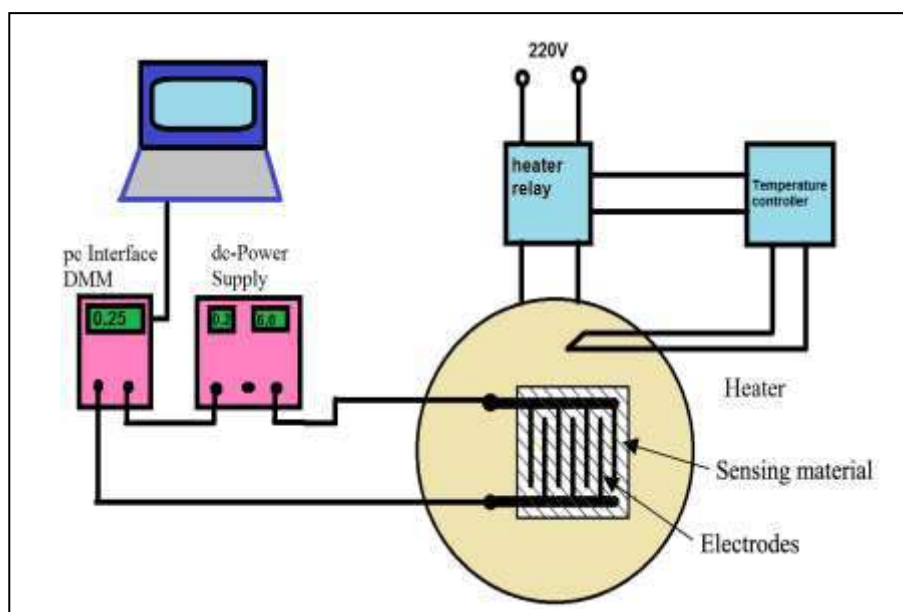 220V
heater
relay
Temperature
controller
pc Interface
DMM
dc-Power
Supply
0.25
0.2
6.0
Heater
Sensing material
Electrodes